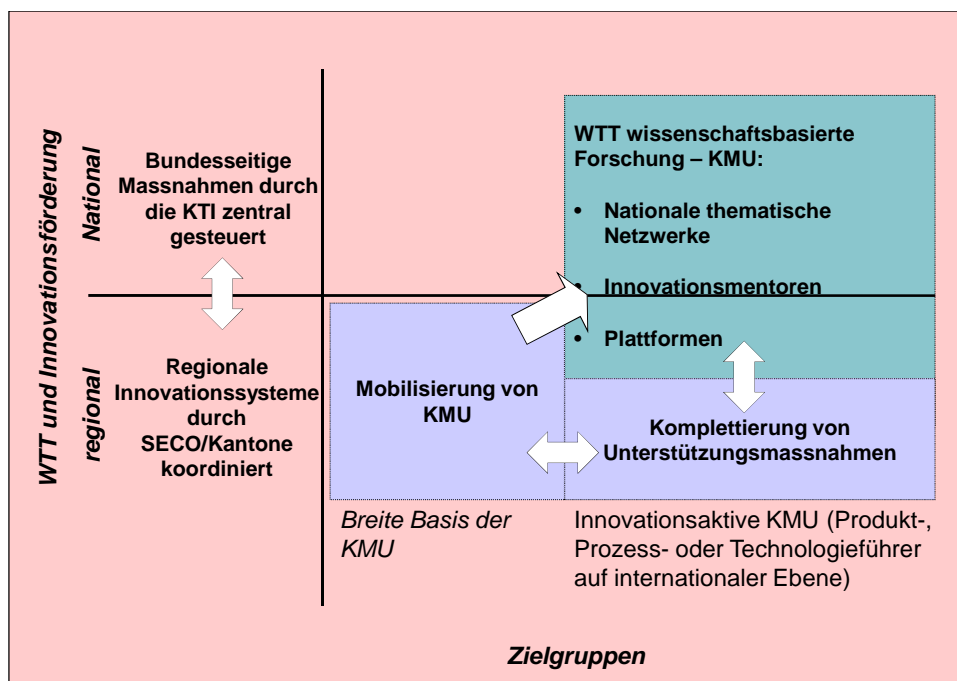 WTT und Innovationsförderung
National
Bundesseitige
Massnahmen durch
die KTI zentral
gesteuert
WTT wissenschaftsbasierte
Forschung – KMU:
• Nationale thematische
Netzwerke
• Innovationsmentoren
• Plattformen
regional
Regionale
Innovationssysteme
durch
SECO/Kantone
koordiniert
Mobilisierung von
KMU
Komplettierung von
Unterstützungsmassnahmen
Breite Basis der
KMU
Innovationsaktive KMU (Produkt-,
Prozess- oder Technologieführer
auf internationaler Ebene)
Zielgruppen